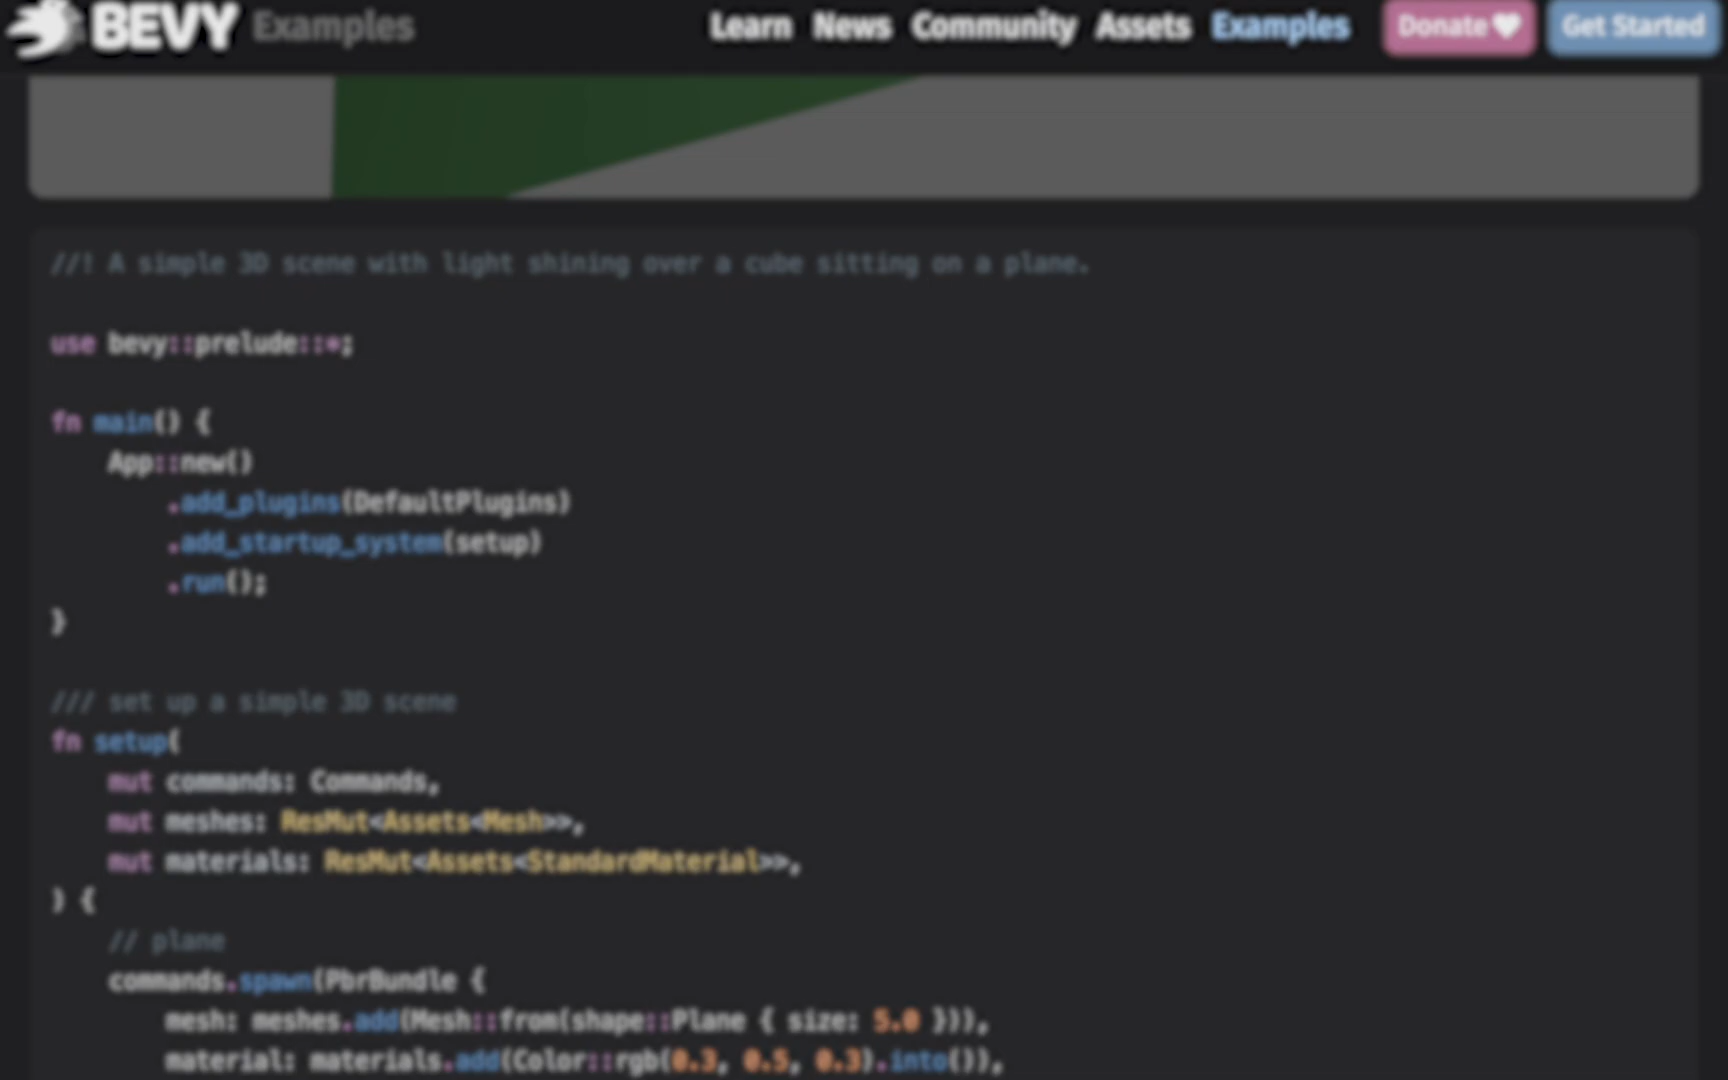 BEVY Examples Learn News Community Assets Examples Donate Get Started
//! A simple 3D scene with light shining over a cube sitting on a plane.
use bevy::prelude::*;
fn main() {
    App::new()
        .add_plugins(DefaultPlugins)
        .add_startup_system(setup)
        .run();
}
/// set up a simple 3D scene
fn setup(
    mut commands: Commands,
    mut meshes: ResMut<Assets<Mesh>>,
    mut materials: ResMut<Assets<StandardMaterial>>,
) {
    // plane
    commands.spawn(PbrBundle {
        mesh: meshes.add(Mesh::from(shape::Plane { size: 5.0 })),
        material: materials.add(Color::rgb(0.3, 0.5, 0.3).into()),